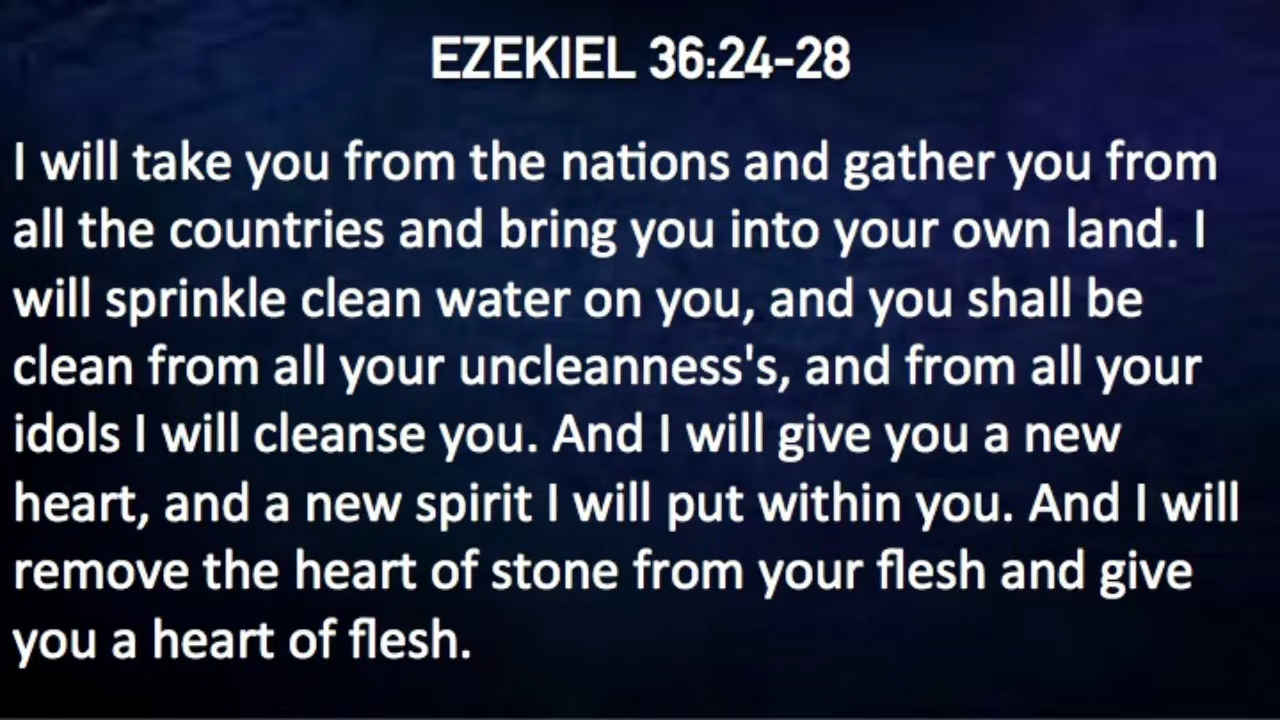 EZEKIEL 36:24-28
I will take you from the nations and gather you from
all the countries and bring you into your own land. I
will sprinkle clean water on you, and you shall be
clean from all your uncleanness's, and from all your
idols I will cleanse you. And I will give you a new
heart, and a new spirit I will put within you. And I will
remove the heart of stone from your flesh and give
you a heart of flesh.